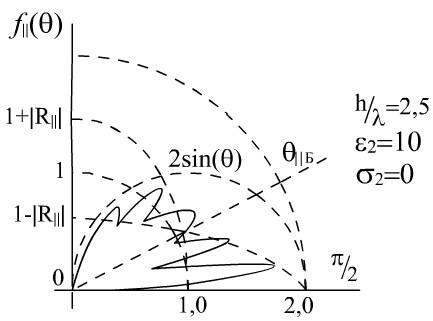 f||(θ)
1+|R|||
1
1-|R|||
0
2sin(θ)
θ||Б
h/λ=2,5
ε2=10
σ2=0
π/2
1,0
2,0